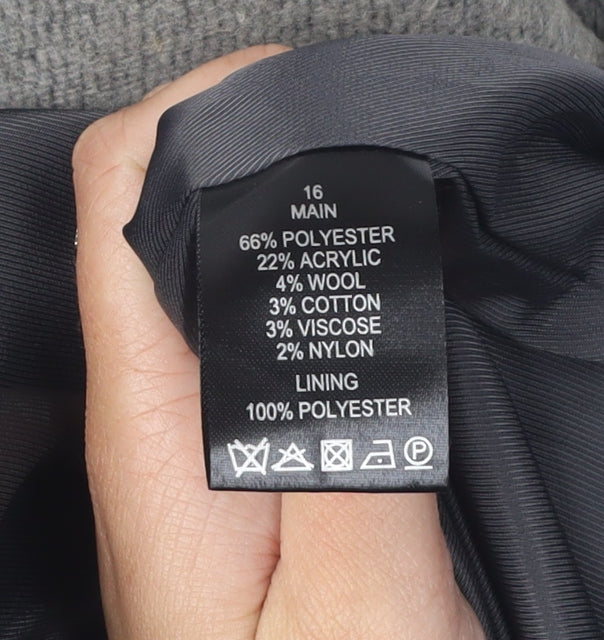 16
MAIN
66% POLYESTER
22% ACRYLIC
4% WOOL
3% COTTON
3% VISCOSE
2% NYLON
LINING
100% POLYESTER
P